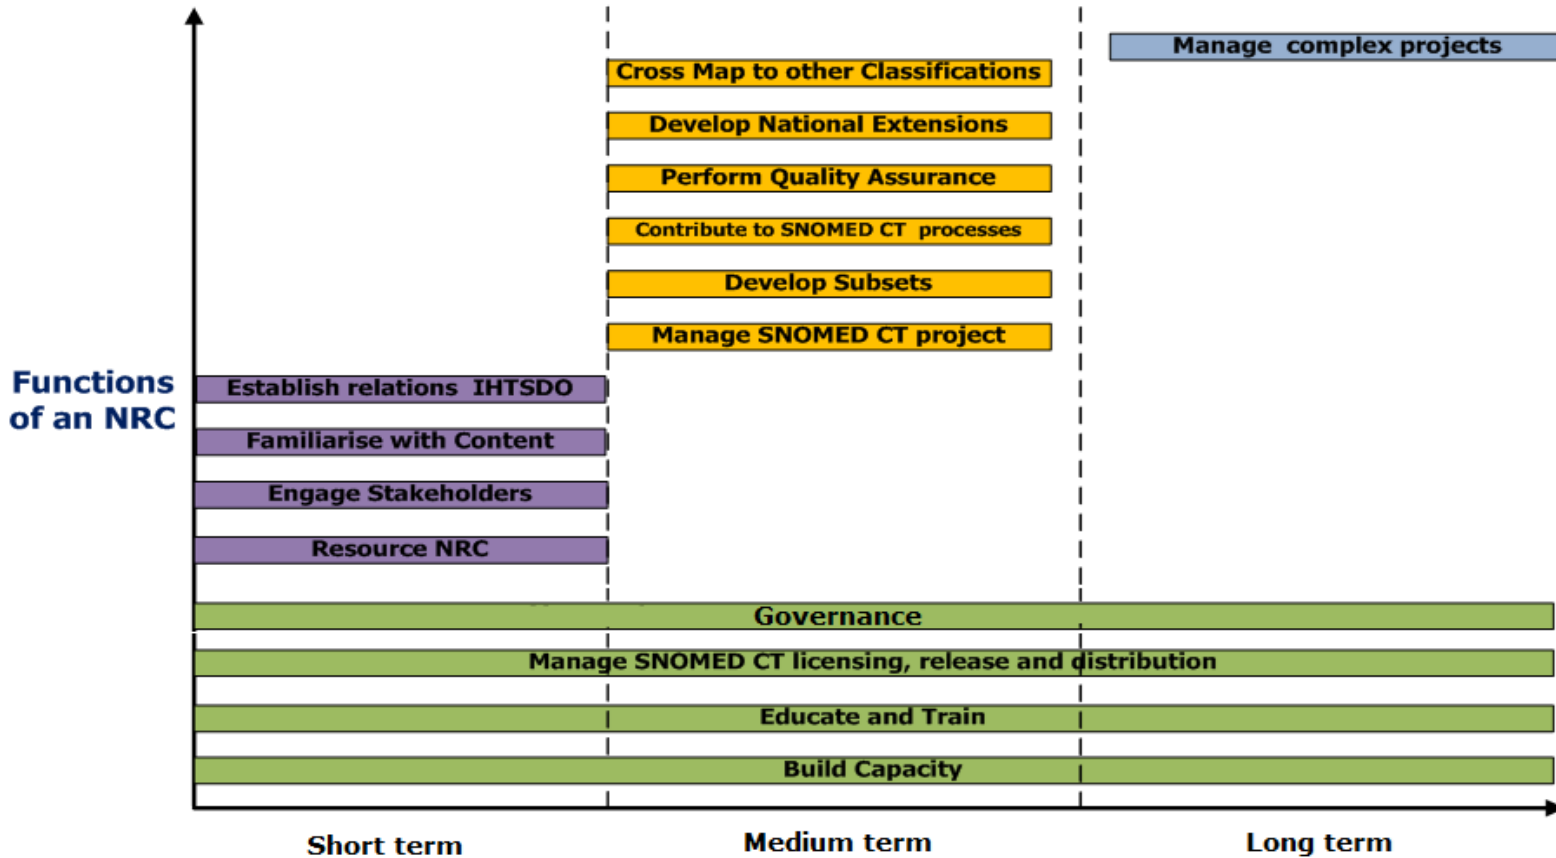 Manage complex projects
Cross Map to other Classifications
Develop National Extensions
Perform Quality Assurance
Contribute to SNOMED CT processes
Develop Subsets
Manage SNOMED CT project
Functions
of an NRC
Establish relations IHTSDO
Familiarise with Content
Engage Stakeholders
Resource NRC
Governance
Manage SNOMED CT licensing, release and distribution
Educate and Train
Build Capacity
Short term
Medium term
Long term